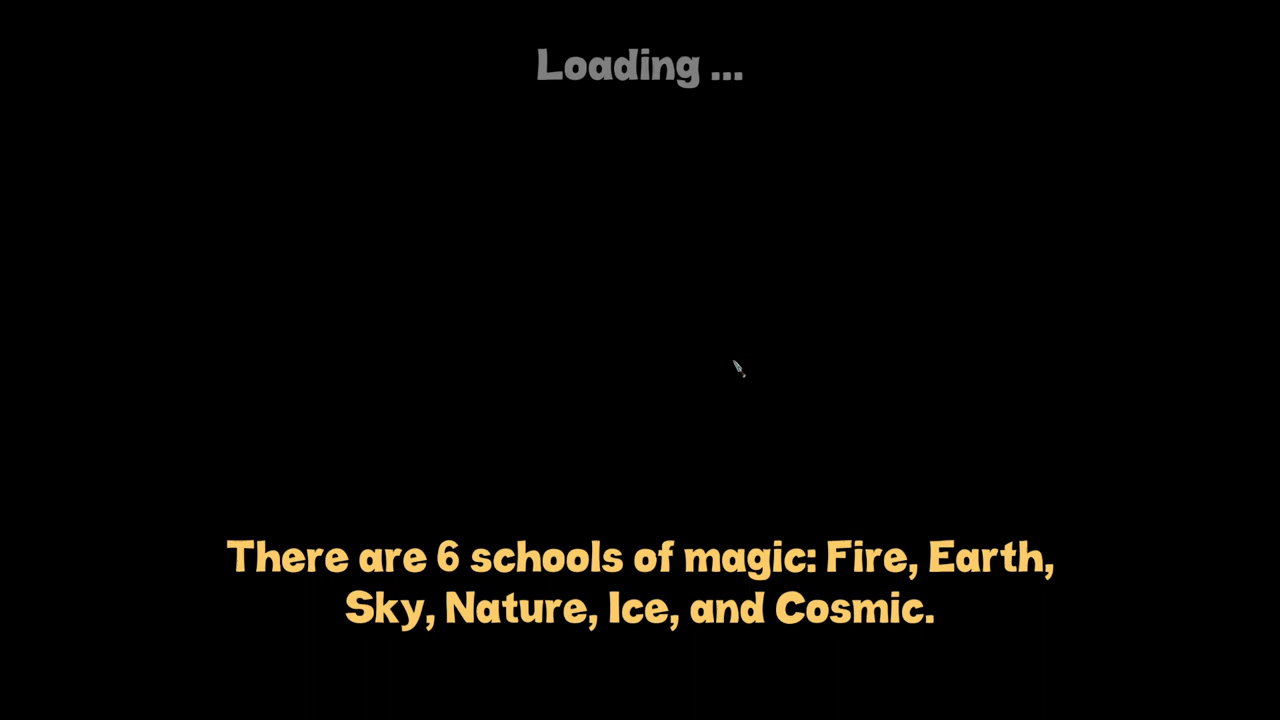 Loading ...
There are 6 schools of magic: Fire, Earth,
Sky, Nature, Ice, and Cosmic.